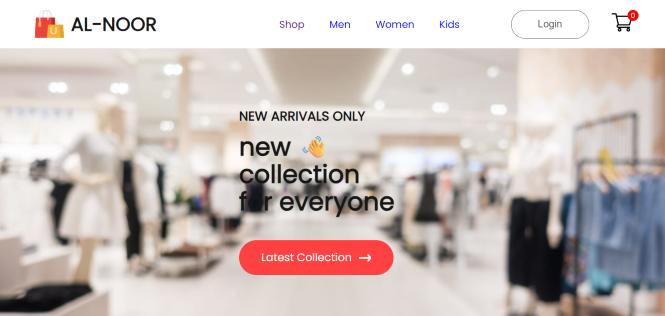 AL-NOOR
Shop
Men
Women
Kids
Login
0
NEW ARRIVALS ONLY
new
collection
for everyone
Latest Collection